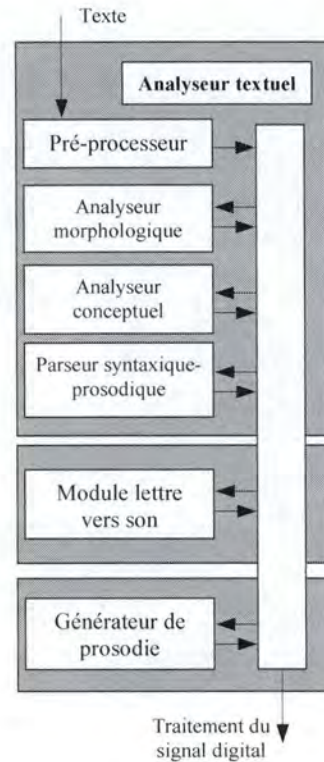 Texte
Analyseur textuel
Pré-processeur
Analyseur
morphologique
Analyseur
conceptuel
Parseur syntaxique-
prosodique
Module lettre
vers son
Générateur de
prosodie
Traitement du
signal digital